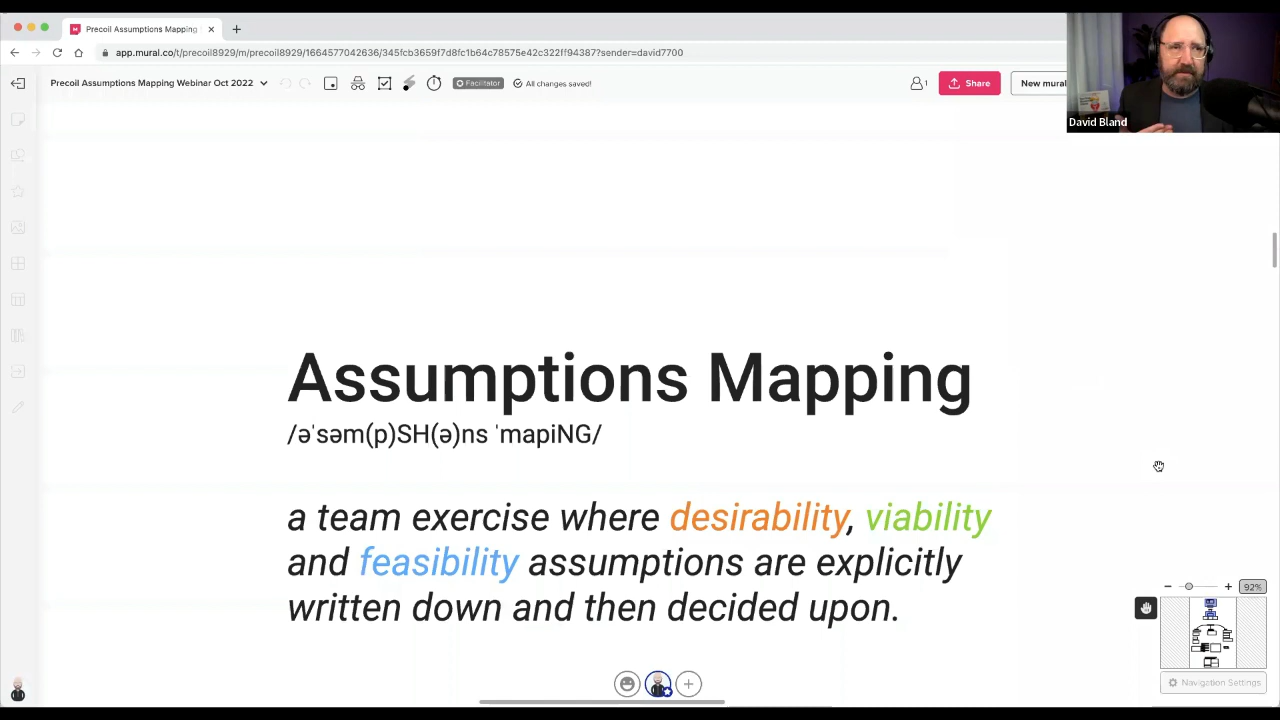 Precoil Assumptions Mapping
app.mural.co/t/precoil8929/m/precoil8929/1664577042636/345fcb3659f7d8fc1b64c78575e42c322ff94387?sender=david7700
Precoil Assumptions Mapping Webinar Oct 2022
Facilitator
All changes saved!
1
Share
New mural
David Bland
Assumptions Mapping
/əˈsəm(p)SH(ə)ns ˈmapiNG/
a team exercise where desirability, viability
and feasibility assumptions are explicitly
written down and then decided upon.
92%
Navigation Settings